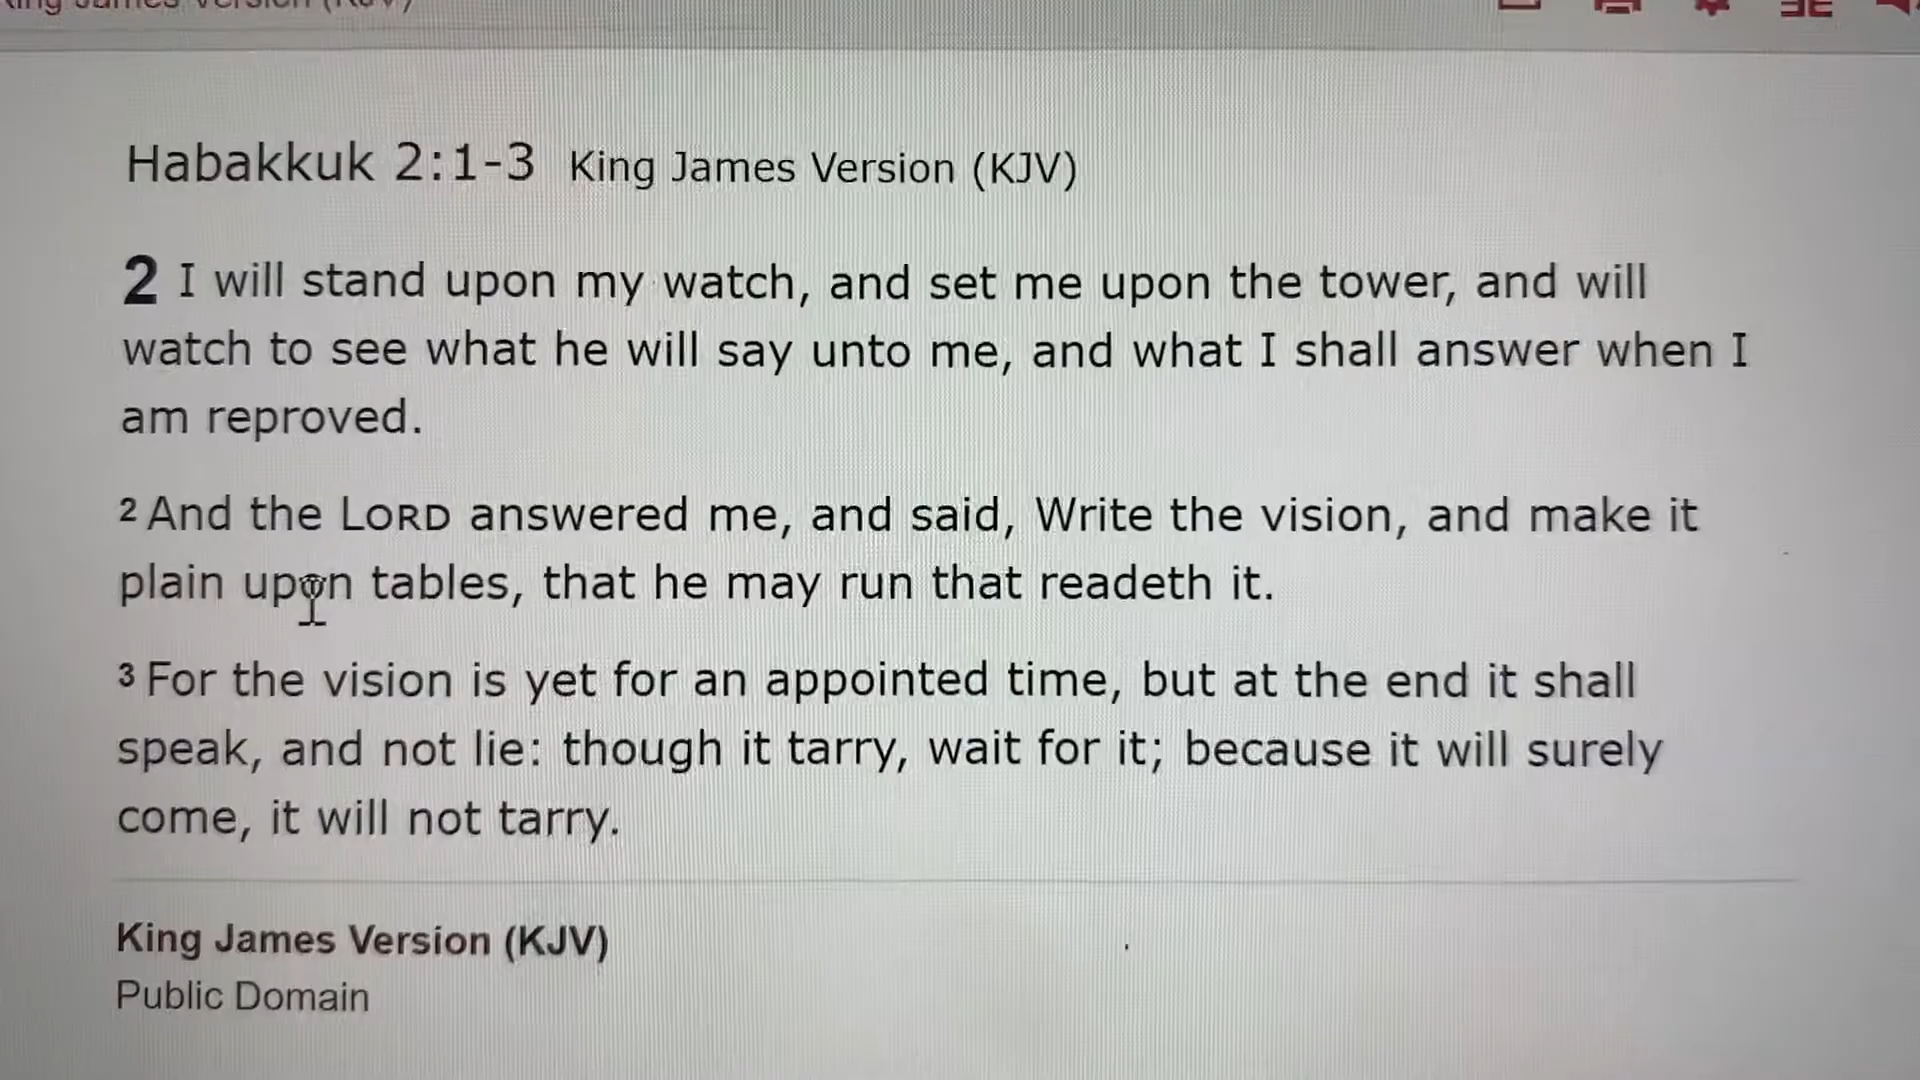 King James Version (KJV)
Habakkuk 2:1-3 King James Version (KJV)
2 I will stand upon my watch, and set me upon the tower, and will
watch to see what he will say unto me, and what I shall answer when I
am reproved.
2 And the LORD answered me, and said, Write the vision, and make it
plain upon tables, that he may run that readeth it.
3 For the vision is yet for an appointed time, but at the end it shall
speak, and not lie: though it tarry, wait for it; because it will surely
come, it will not tarry.
King James Version (KJV)
Public Domain